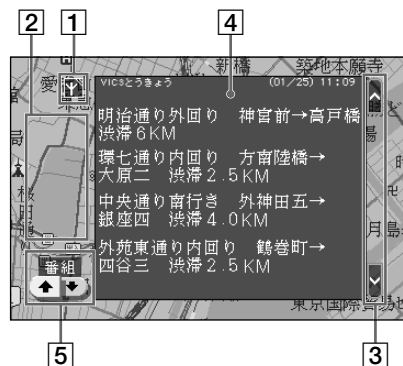 2
1
4
新橋
築地本願寺
愛
VICSとうきょう (01/25) 11:09
明治通り外回り 神宮前→高戸橋
渋滞6KM
環七通り内回り 方南陸橋→
大原二 渋滞2.5KM
中央通り南行き 外神田五→
銀座四 渋滞4.0KM
外苑東通り内回り 鶴巻町→
四谷三 渋滞2.5KM
局
月島
番組
東京国際
5
3